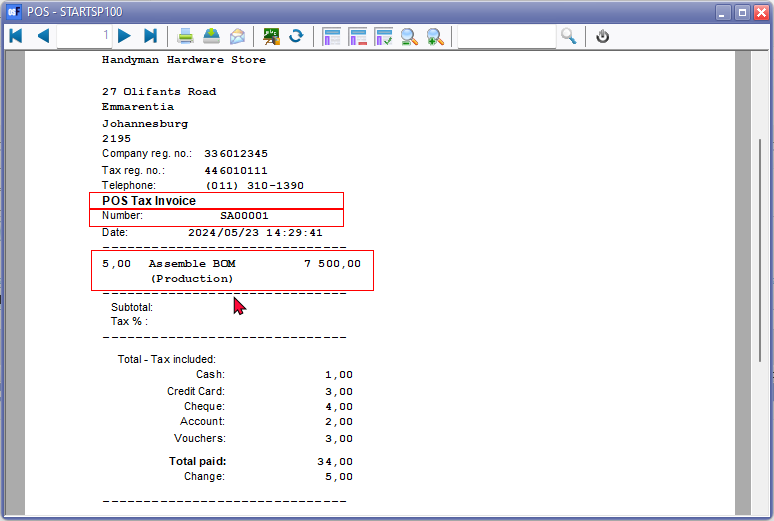 POS - STARTSP100
1
Handyman Hardware Store
27 Olifants Road
Emmarentia
Johannesburg
2195
Company reg. no.: 336012345
Tax reg. no.: 446010111
Telephone: (011) 310-1390
POS Tax Invoice
Number: SA00001
Date: 2024/05/23 14:29:41
-----------------------------
5,00 Assemble BOM 7 500,00
(Production)
-----------------------------
Subtotal:
Tax % :
-----------------------------
Total - Tax included:
Cash: 1,00
Credit Card: 3,00
Cheque: 4,00
Account: 2,00
Vouchers: 3,00
Total paid: 34,00
Change: 5,00
-----------------------------